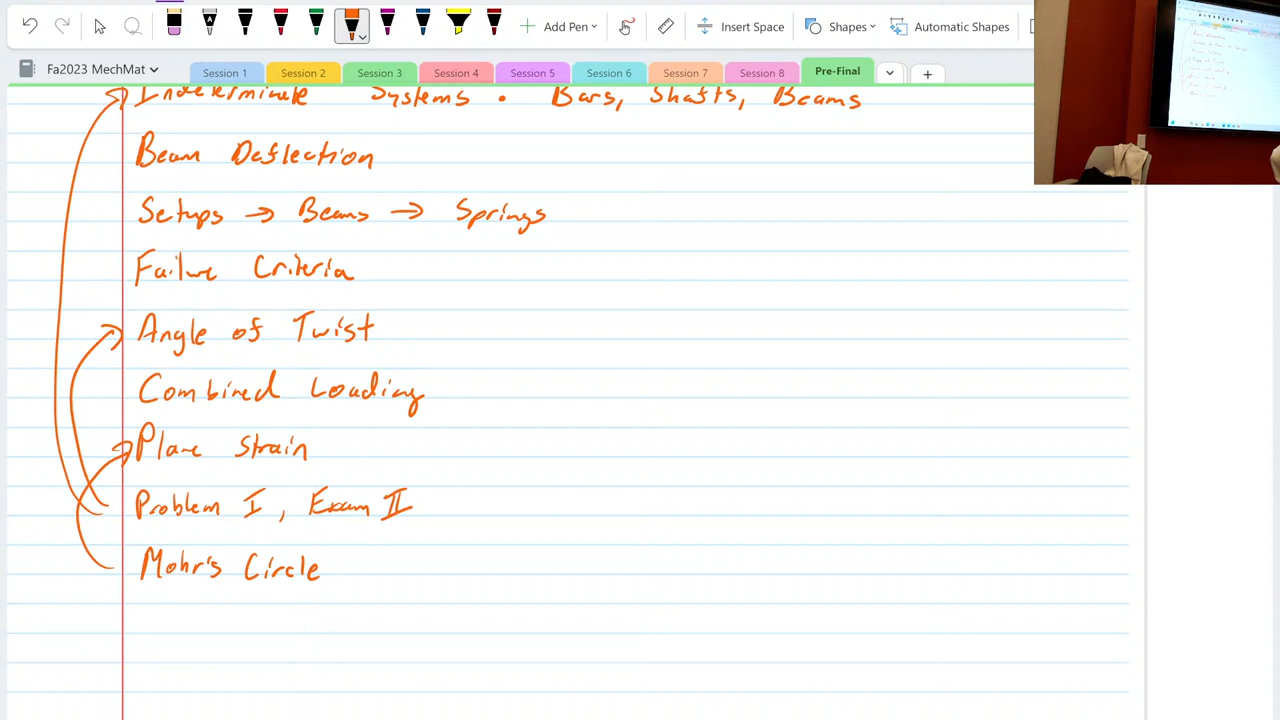 Add Pen Insert Space Shapes Automatic Shapes
Fa2023 MechMat Session 1 Session 2 Session 3 Session 4 Session 5 Session 6 Session 7 Session 8 Pre-Final
Indeterminate Systems . Bars, Shafts, Beams
Beam Deflection
Setups → Beams → Springs
Failure Criteria
Angle of Twist
Combined Loading
Plane Strain
Problem I, Exam II
Mohr's Circle